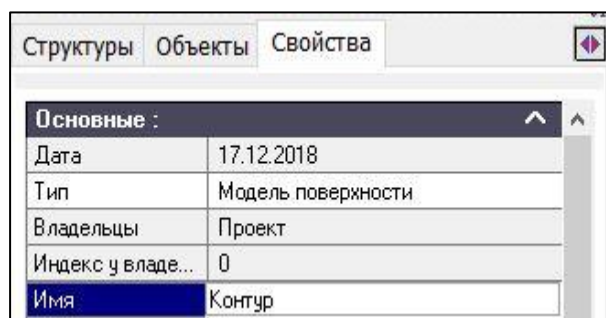 Структуры Объекты Свойства
Основные :
Дата 17.12.2018
Тип Модель поверхности
Владельцы Проект
Индекс у владе... 0
Имя Контур